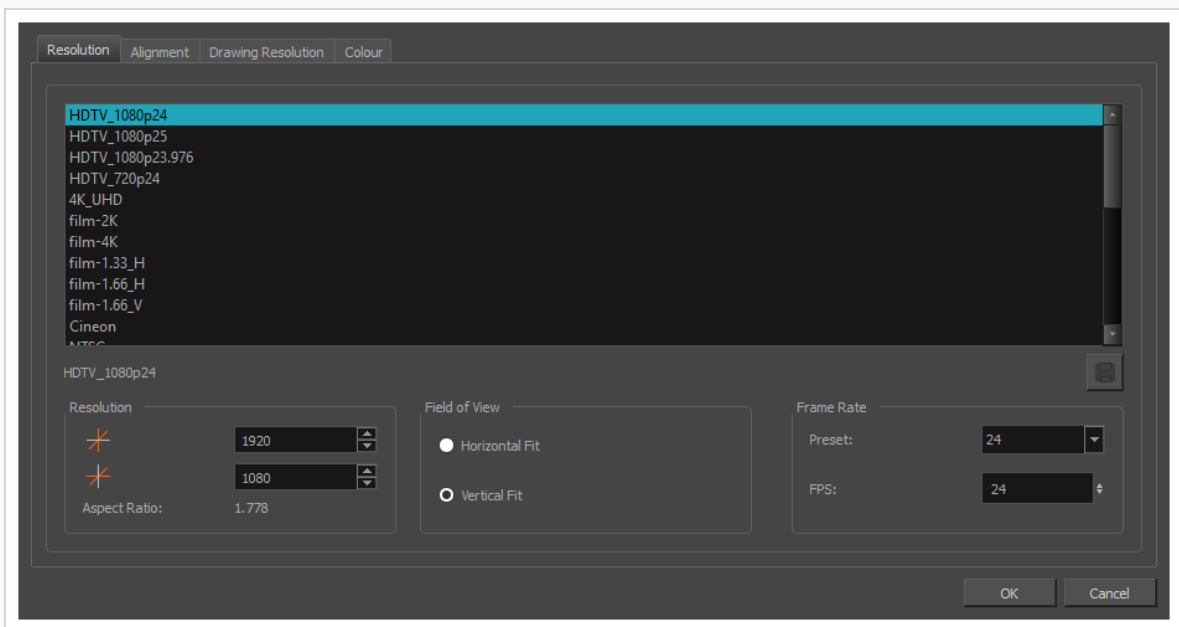 Resolution Alignment Drawing Resolution Colour
HDTV_1080p24
HDTV_1080p25
HDTV_1080p23.976
HDTV_720p24
4K_UHD
film-2K
film-4K
film-1.33_H
film-1.66_H
film-1.66_V
Cineon
HDTV_1080p24
Resolution Field of View Frame Rate
1920 Horizontal Fit Preset: 24
1080 Vertical Fit FPS: 24
Aspect Ratio: 1.778
OK Cancel